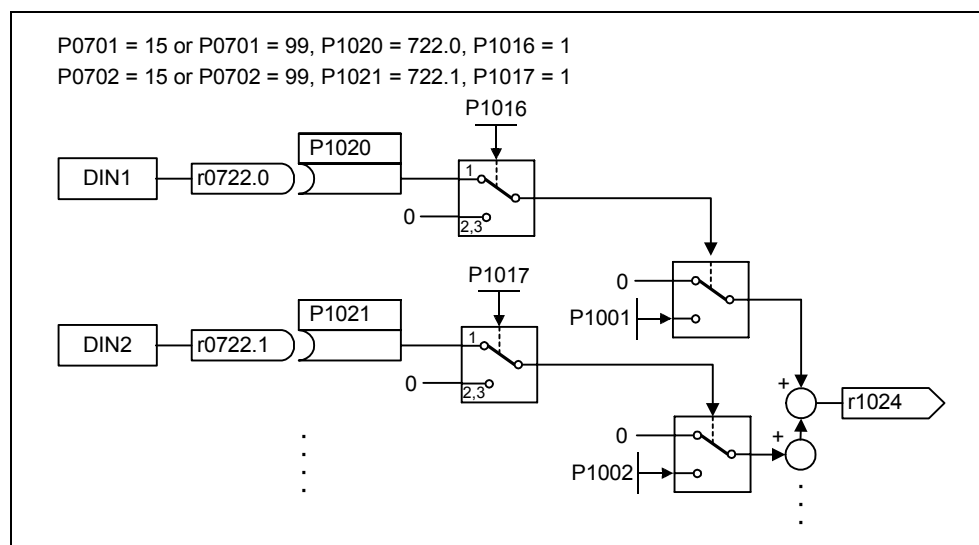 P0701 = 15 or P0701 = 99, P1020 = 722.0, P1016 = 1
P0702 = 15 or P0702 = 99, P1021 = 722.1, P1017 = 1
P1016
P1020
DIN1
r0722.0
1
0
2,3
P1017
0
P1021
P1001
DIN2
r0722.1
1
0
2,3
+
r1024
0
+
P1002